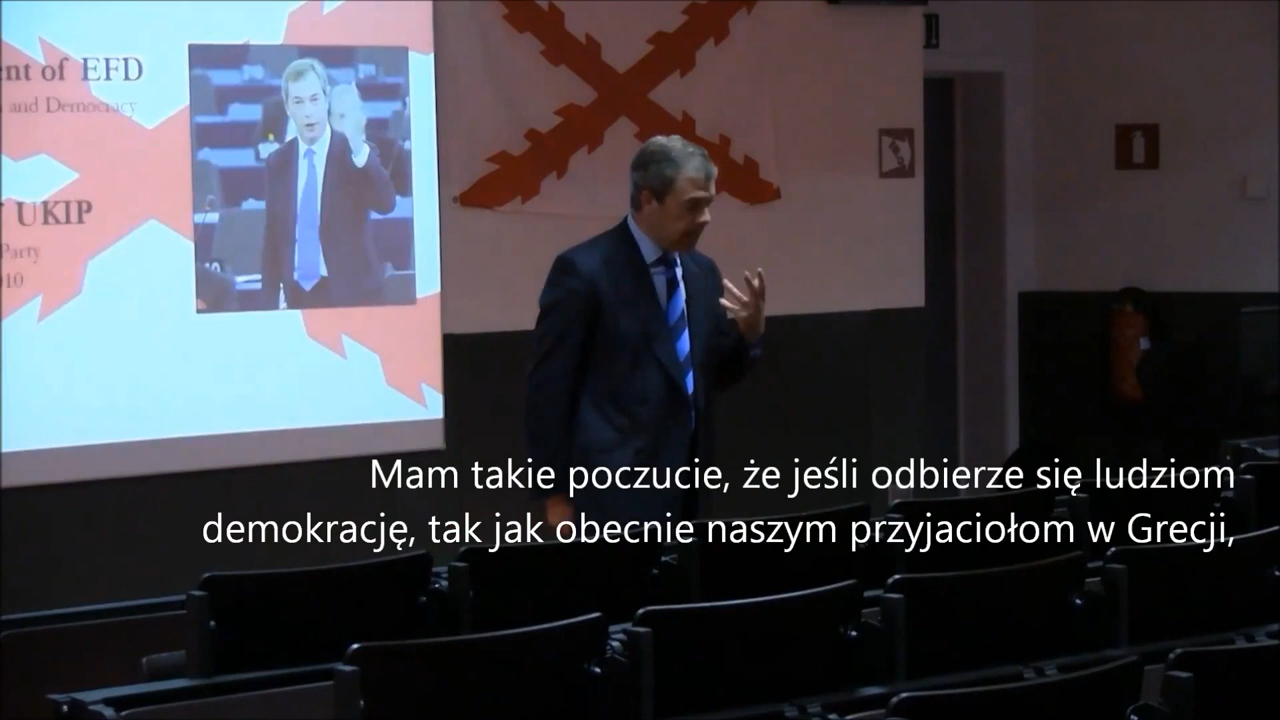 ent of EFD
and Democracy
UKIP
Party
10
Mam takie poczucie, że jeśli odbierze się ludziom
demokrację, tak jak obecnie naszym przyjaciołom w Grecji,